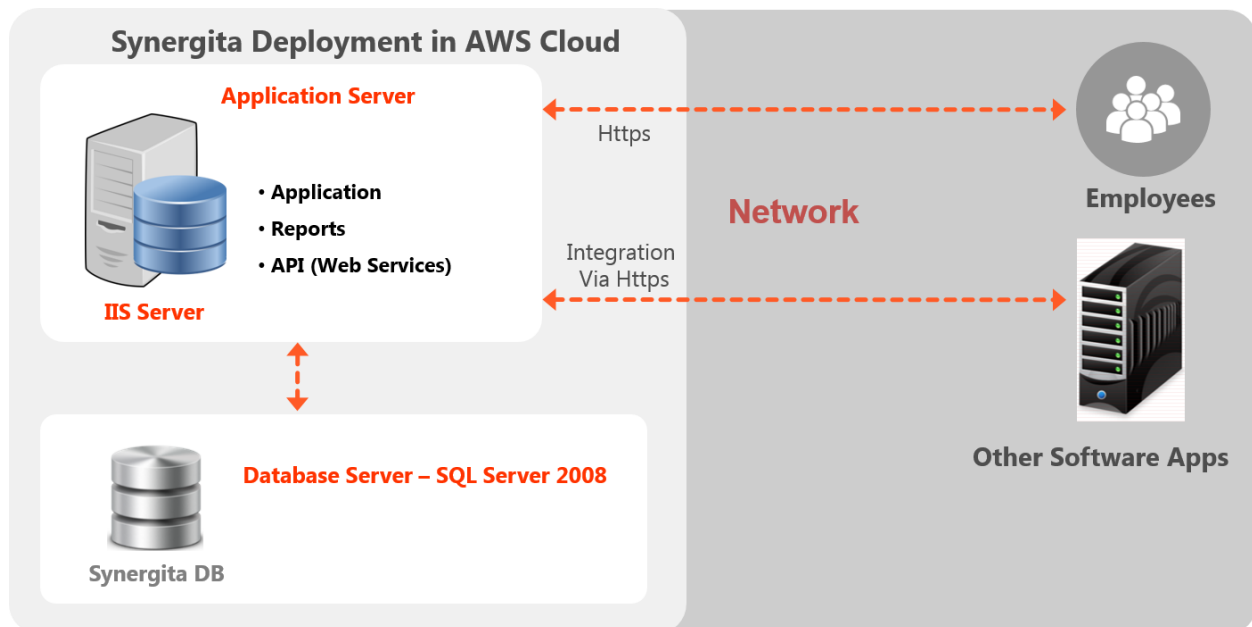 Synergita Deployment in AWS Cloud
Application Server
• Application
• Reports
• API (Web Services)
IIS Server
Https
Network
Integration
Via Https
Employees
Other Software Apps
Database Server – SQL Server 2008
Synergita DB